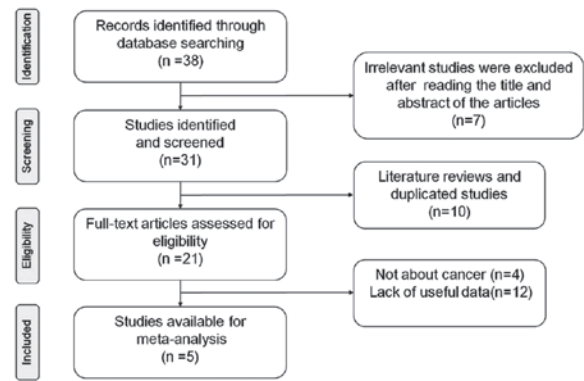 Identification
Records identified through
database searching
(n =38)
Irrelevant studies were excluded
after reading the title and
abstract of the articles
(n=7)
Screening
Studies identified
and screened
(n=31)
Literature reviews and
duplicated studies
(n=10)
Eligibility
Full-text articles assessed for
eligibility
(n =21)
Not about cancer (n=4)
Lack of useful data(n=12)
Included
Studies available for
meta-analysis
(n =5)